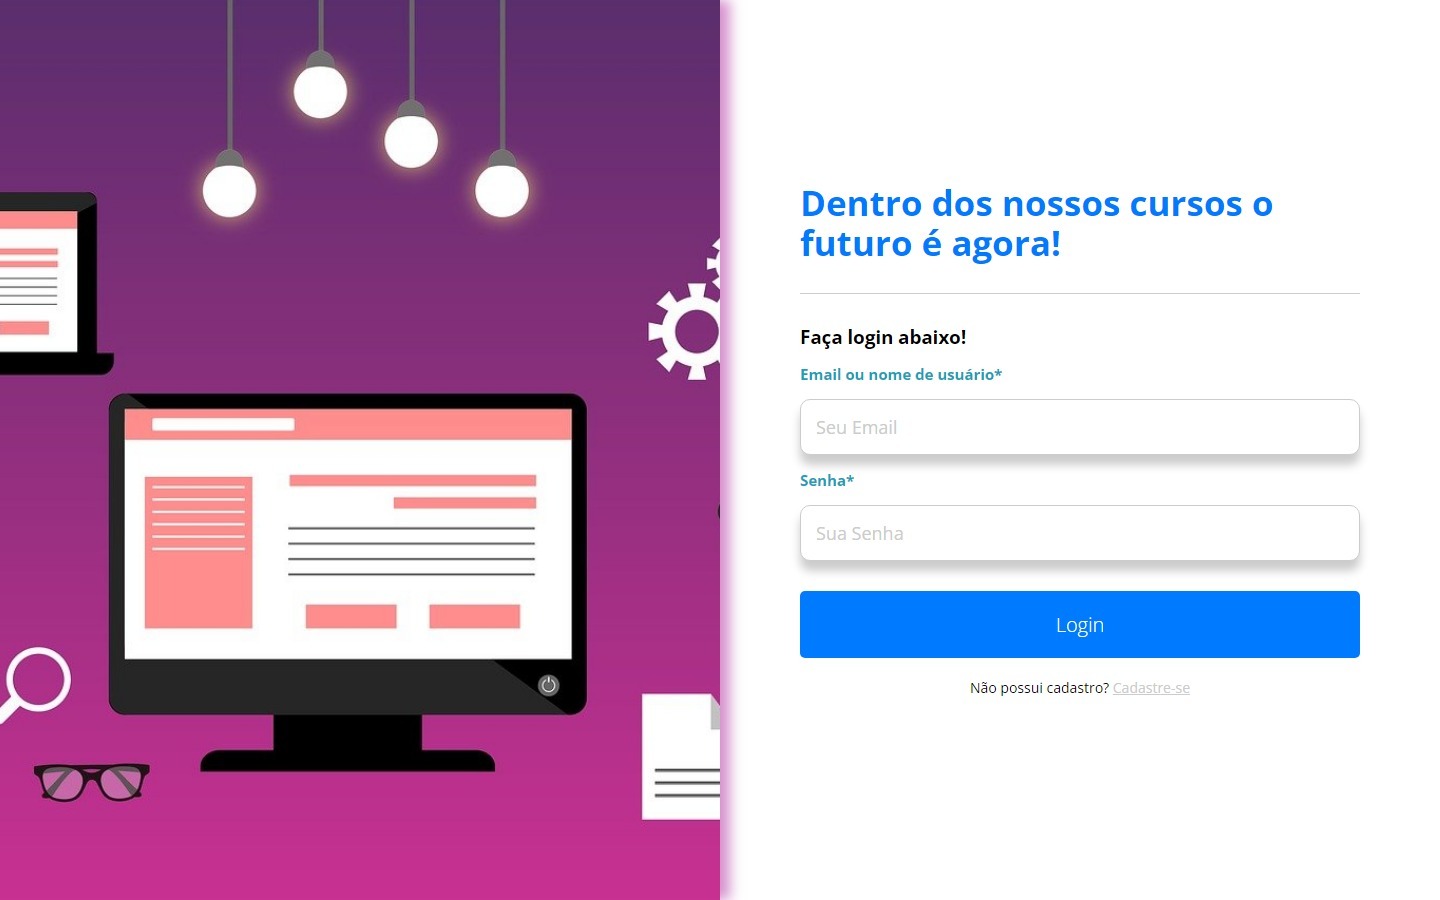 Dentro dos nossos cursos o
futuro é agora!
Faça login abaixo!
Email ou nome de usuário*
Seu Email
Senha*
Sua Senha
Login
Não possui cadastro? Cadastre-se